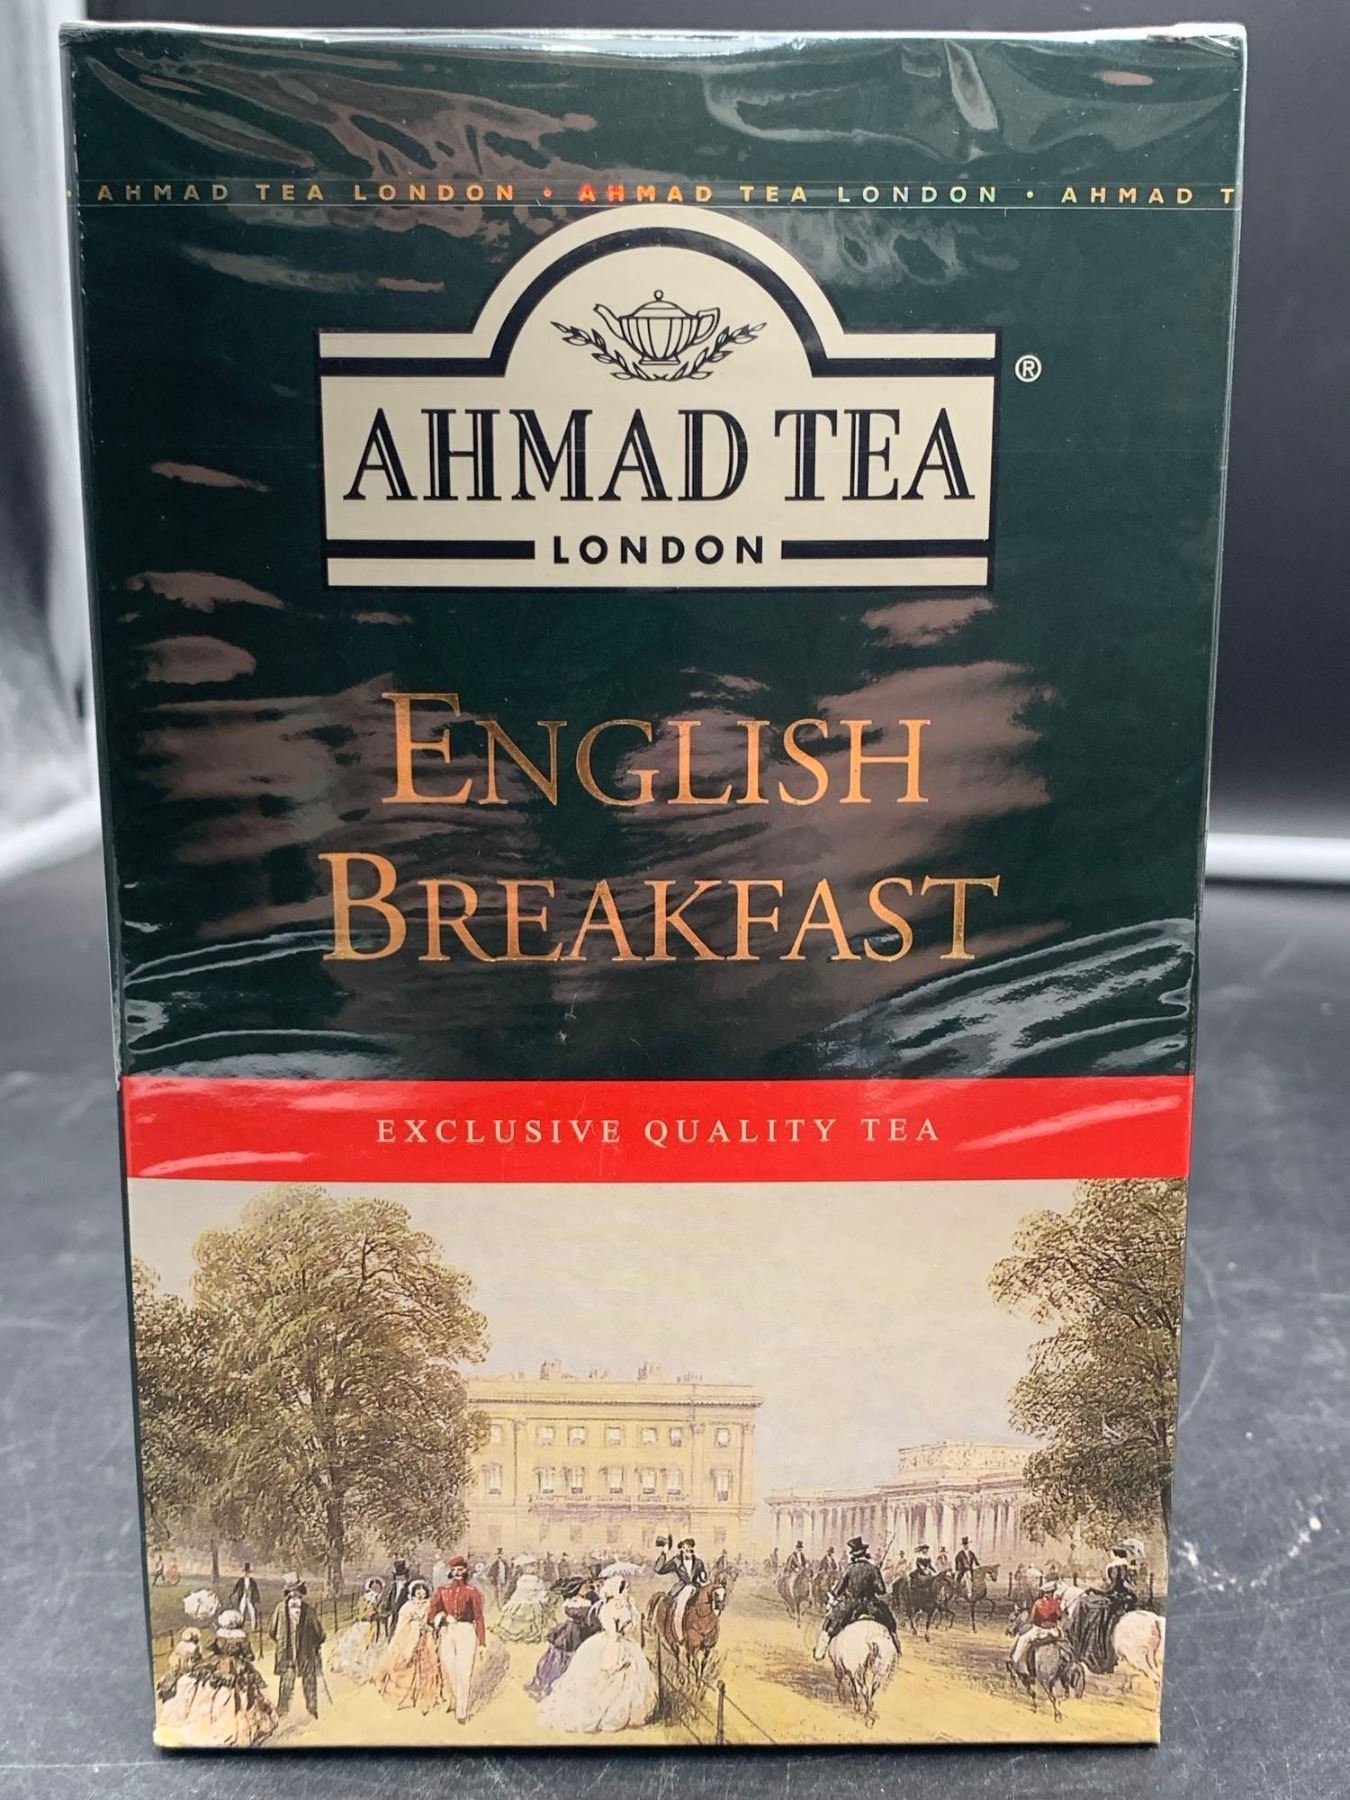 • AHMAD TEA LONDON • AHMAD TEA LONDON • AHMAD T
®
AHMAD TEA
LONDON
ENGLISH
BREAKFAST
EXCLUSIVE QUALITY TEA